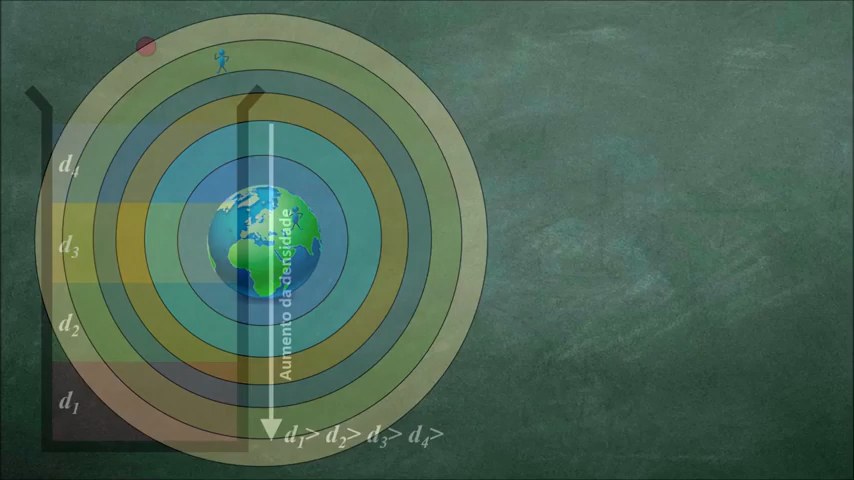 d4
d3
d2
d1
Aumento da densidade
d1> d2> d3> d4>